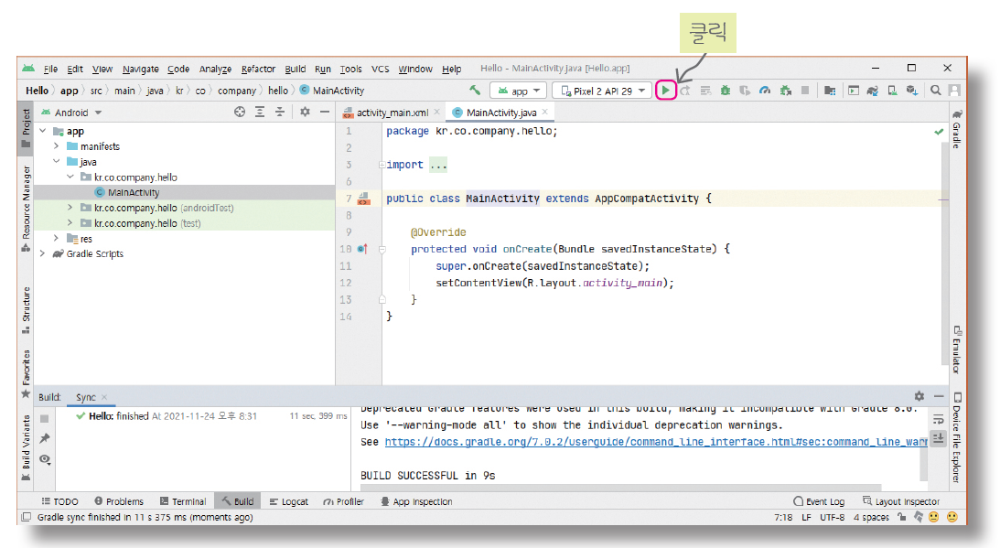 클릭
File Edit View Navigate Code Analyze Refactor Build Run Tools VCS Window Help Hello - MainActivity.java [Hello.app]
Hello app src main java kr co company hello MainActivity app Pixel 2 API 29
Android
activity_main.xml MainActivity.java
Project
Resource Manager
Structure
Favorites
Build Variants
app
manifests
java
kr.co.company.hello
MainActivity
kr.co.company.hello (androidTest)
kr.co.company.hello (test)
res
Gradle Scripts
1 package kr.co.company.hello;
2
3 import ...
6
7 public class MainActivity extends AppCompatActivity {
8
9 @Override
10 protected void onCreate(Bundle savedInstanceState) {
11 super.onCreate(savedInstanceState);
12 setContentView(R.layout.activity_main);
13 }
14 }
Gradle
Emulator
Device File Explorer
Build: Sync
Hello: finished At 2021-11-24 오후 8:31 11 sec, 399 ms
Deprecated Gradle features were used in this build, making it incompatible with Gradle 8.0.
Use '--warning-mode all' to show the individual deprecation warnings.
See https://docs.gradle.org/7.0.2/userguide/command_line_interface.html#sec:command_line_warn
BUILD SUCCESSFUL in 9s
TODO Problems Terminal Build Logcat Profiler App Inspection Event Log Layout Inspector
Gradle sync finished in 11 s 375 ms (moments ago) 7:18 LF UTF-8 4 spaces